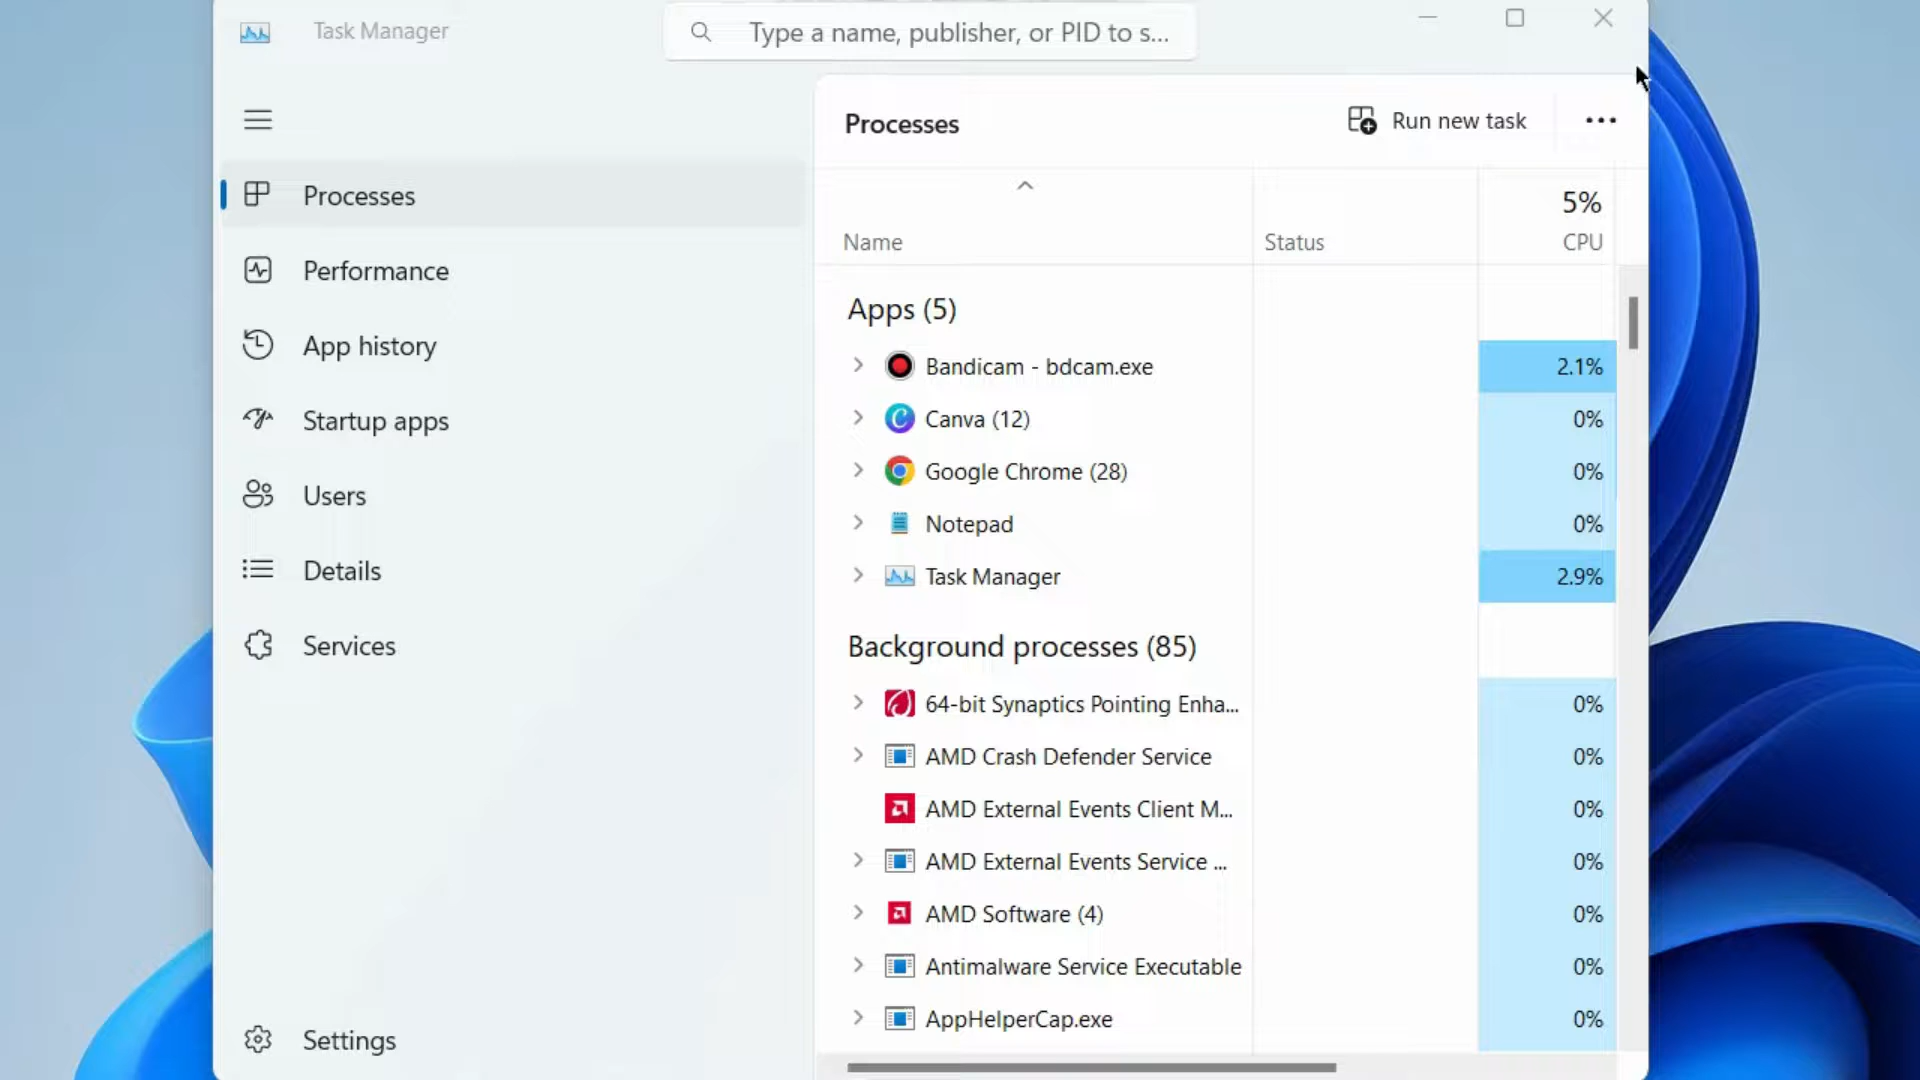 Task Manager
Type a name, publisher, or PID to s...
Processes
Run new task
Processes
Performance
App history
Startup apps
Users
Details
Services
Settings
5%
Name
Status
CPU
Apps (5)
Bandicam - bdcam.exe
2.1%
Canva (12)
0%
Google Chrome (28)
0%
Notepad
0%
Task Manager
2.9%
Background processes (85)
64-bit Synaptics Pointing Enha...
0%
AMD Crash Defender Service
0%
AMD External Events Client M...
0%
AMD External Events Service ...
0%
AMD Software (4)
0%
Antimalware Service Executable
0%
AppHelperCap.exe
0%